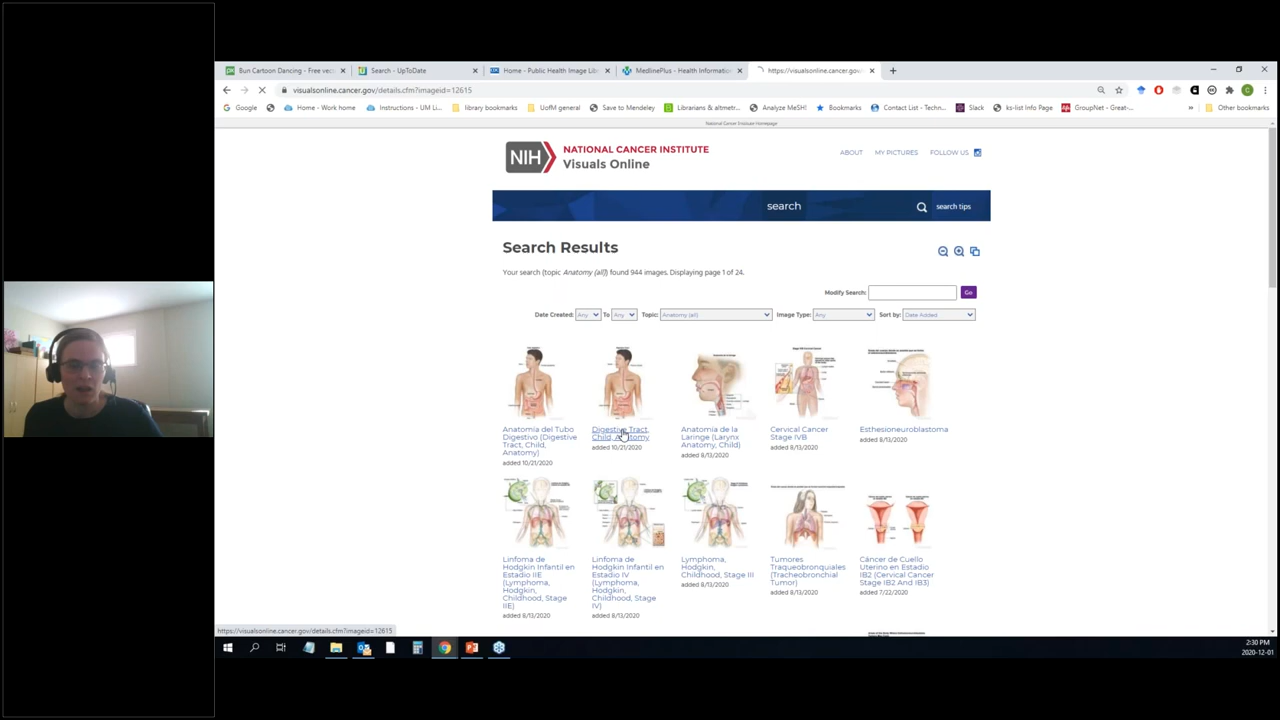 Bun Cartoon Dancing - Free vec
Search - UpToDate
Home - Public Health Image Lib
MedlinePlus - Health Information
https://visualsonline.cancer.gov
visualsonline.cancer.gov/details.cfm?imageid=12615
Google
Home - Work home
Instructions - UM Li...
library bookmarks
UofM general
Save to Mendeley
Librarians & altmetr...
Analyze MeSH!
Bookmarks
Contact List - Techn...
Slack
ks-list Info Page
GroupNet - Great-...
Other bookmarks
National Cancer Institute Homepage
NIH
NATIONAL CANCER INSTITUTE
Visuals Online
ABOUT
MY PICTURES
FOLLOW US
search
search tips
Search Results
Your search (topic Anatomy (all)) found 944 images. Displaying page 1 of 24.
Modify Search:
Go
Date Created: Any To Any Topic: Anatomy (all) Image Type: Any Sort by: Date Added
Anatomía del Tubo
Digestivo (Digestive
Tract, Child,
Anatomy)
added 10/21/2020
Digestive Tract,
Child, Anatomy
added 10/21/2020
Anatomía de la
Laringe (Larynx
Anatomy, Child)
added 8/13/2020
Cervical Cancer
Stage IVB
added 8/13/2020
Esthesioneuroblastoma
added 8/13/2020
Linfoma de
Hodgkin Infantil en
Estadio IIE
(Lymphoma,
Hodgkin,
Childhood, Stage
IIE)
added 8/13/2020
Linfoma de
Hodgkin Infantil en
Estadio IV
(Lymphoma,
Hodgkin,
Childhood, Stage
IV)
added 8/13/2020
Lymphoma,
Hodgkin,
Childhood, Stage III
added 8/13/2020
Tumores
Traqueobronquiales
(Tracheobronchial
Tumor)
added 8/13/2020
Cáncer de Cuello
Uterino en Estadio
IB2 (Cervical Cancer
Stage IB2 And IB3)
added 7/22/2020
https://visualsonline.cancer.gov/details.cfm?imageid=12615
2:30 PM
2020-12-01